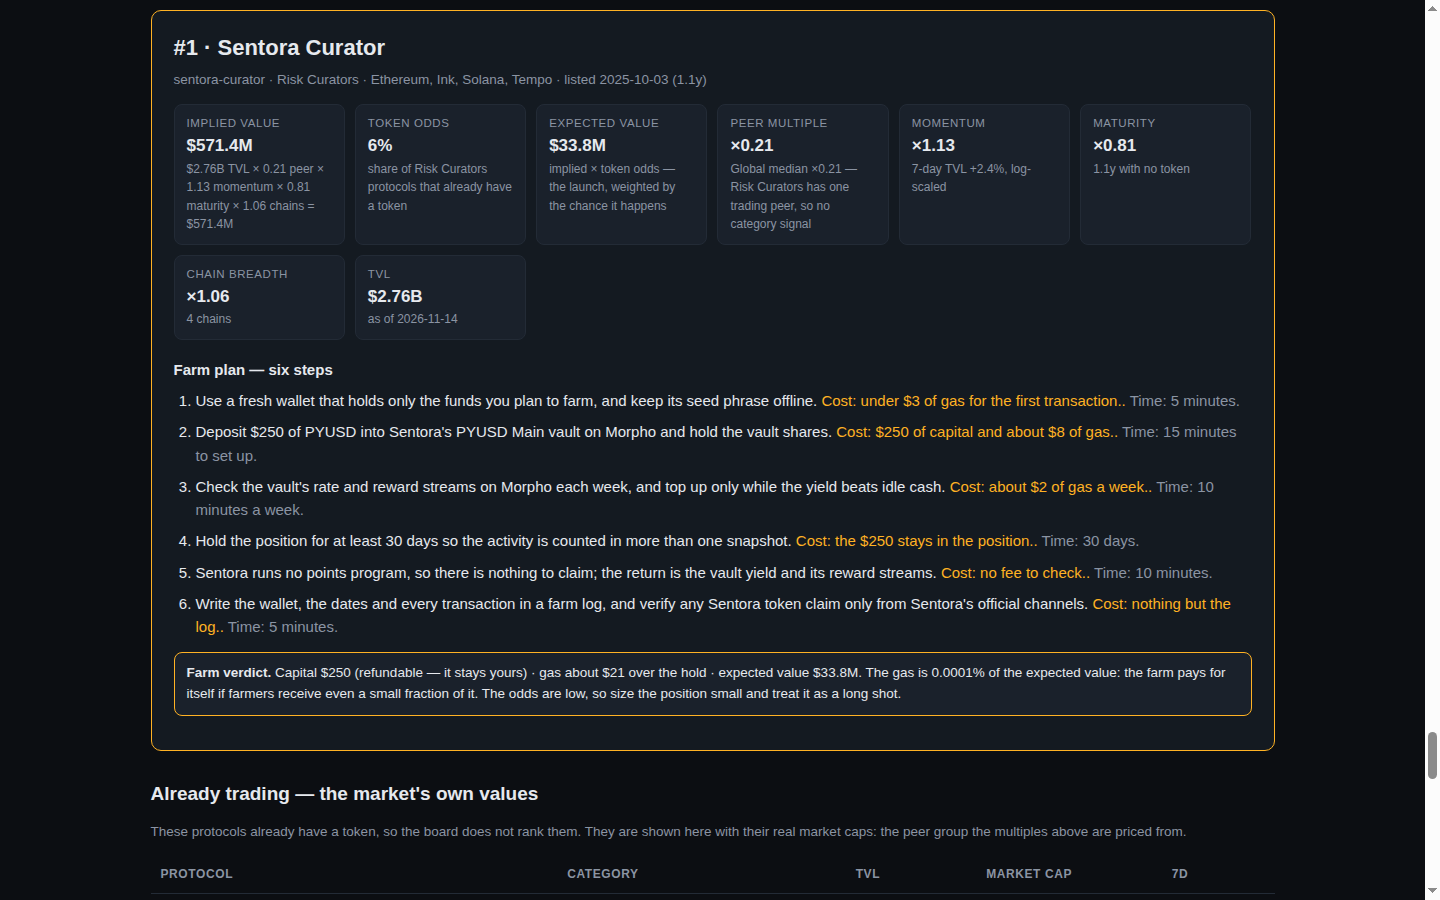 #1 · Sentora Curator
sentora-curator · Risk Curators · Ethereum, Ink, Solana, Tempo · listed 2025-10-03 (1.1y)
IMPLIED VALUE
$571.4M
$2.76B TVL × 0.21 peer ×
1.13 momentum × 0.81
maturity × 1.06 chains =
$571.4M
TOKEN ODDS
6%
share of Risk Curators
protocols that already have
a token
EXPECTED VALUE
$33.8M
implied × token odds —
the launch, weighted by
the chance it happens
PEER MULTIPLE
×0.21
Global median ×0.21 —
Risk Curators has one
trading peer, so no
category signal
MOMENTUM
×1.13
7-day TVL +2.4%, log-
scaled
MATURITY
×0.81
1.1y with no token
CHAIN BREADTH
×1.06
4 chains
TVL
$2.76B
as of 2026-11-14
Farm plan — six steps
1. Use a fresh wallet that holds only the funds you plan to farm, and keep its seed phrase offline. Cost: under $3 of gas for the first transaction.. Time: 5 minutes.
2. Deposit $250 of PYUSD into Sentora's PYUSD Main vault on Morpho and hold the vault shares. Cost: $250 of capital and about $8 of gas.. Time: 15 minutes
to set up.
3. Check the vault's rate and reward streams on Morpho each week, and top up only while the yield beats idle cash. Cost: about $2 of gas a week.. Time: 10
minutes a week.
4. Hold the position for at least 30 days so the activity is counted in more than one snapshot. Cost: the $250 stays in the position.. Time: 30 days.
5. Sentora runs no points program, so there is nothing to claim; the return is the vault yield and its reward streams. Cost: no fee to check.. Time: 10 minutes.
6. Write the wallet, the dates and every transaction in a farm log, and verify any Sentora token claim only from Sentora's official channels. Cost: nothing but the
log.. Time: 5 minutes.
Farm verdict. Capital $250 (refundable — it stays yours) · gas about $21 over the hold · expected value $33.8M. The gas is 0.0001% of the expected value: the farm pays for
itself if farmers receive even a small fraction of it. The odds are low, so size the position small and treat it as a long shot.
Already trading — the market's own values
These protocols already have a token, so the board does not rank them. They are shown here with their real market caps: the peer group the multiples above are priced from.
PROTOCOL CATEGORY TVL MARKET CAP 7D